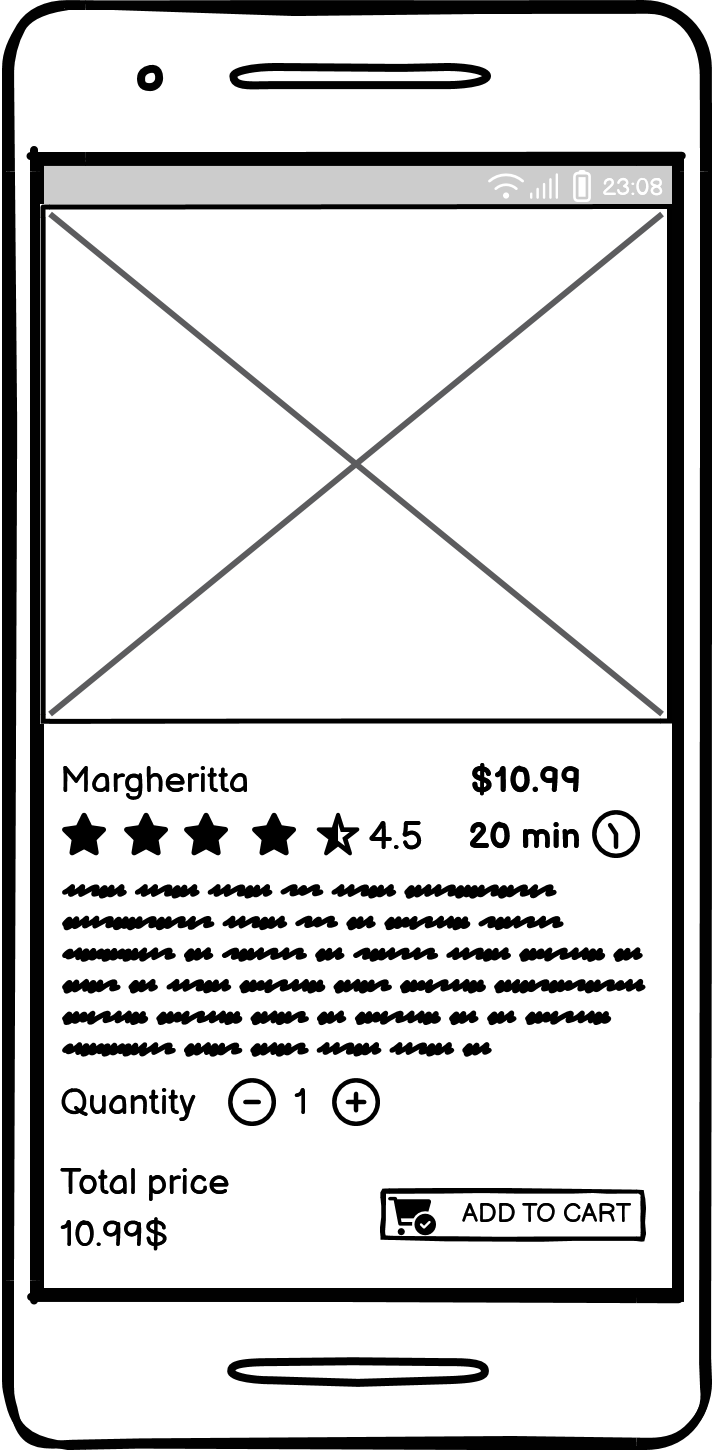 23:08
Margheritta
$10.99
4.5
20 min
Quantity
1
Total price
10.99$
ADD TO CART